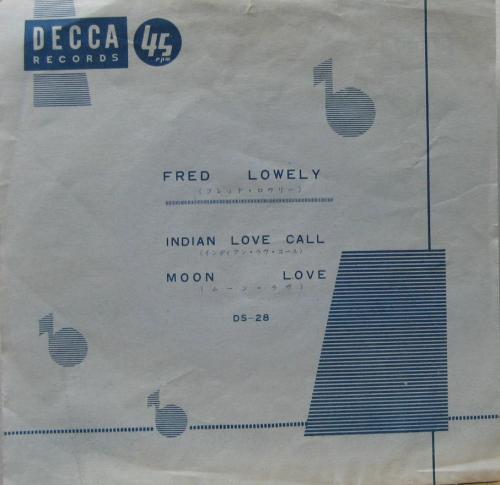 DECCA
RECORDS
45
rpm
FRED LOWELY
(フレッド・ロウリー)
INDIAN LOVE CALL
(インディアン・ラヴ・コール)
MOON LOVE
(ムーン・ラヴ)
DS-28